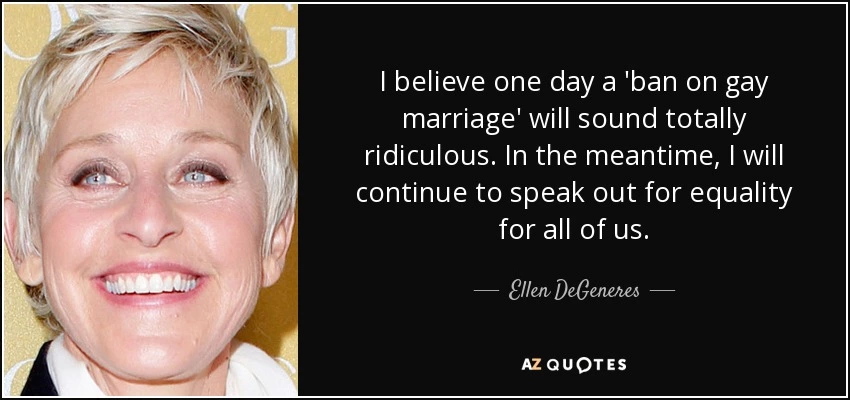 I believe one day a 'ban on gay
marriage' will sound totally
ridiculous. In the meantime, I will
continue to speak out for equality
for all of us.
Ellen DeGeneres
AZ QUOTES